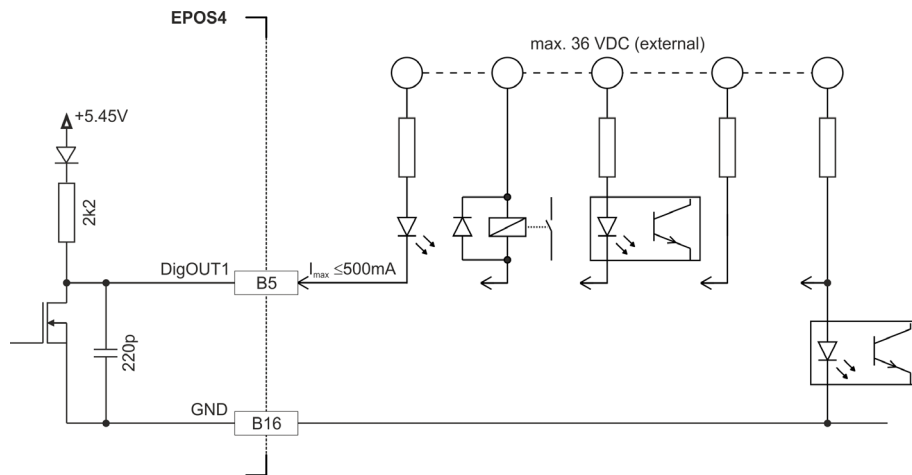 EPOS4
max. 36 VDC (external)
+5.45V
2k2
DigOUT1
B5
Imax ≤500mA
220p
GND
B16